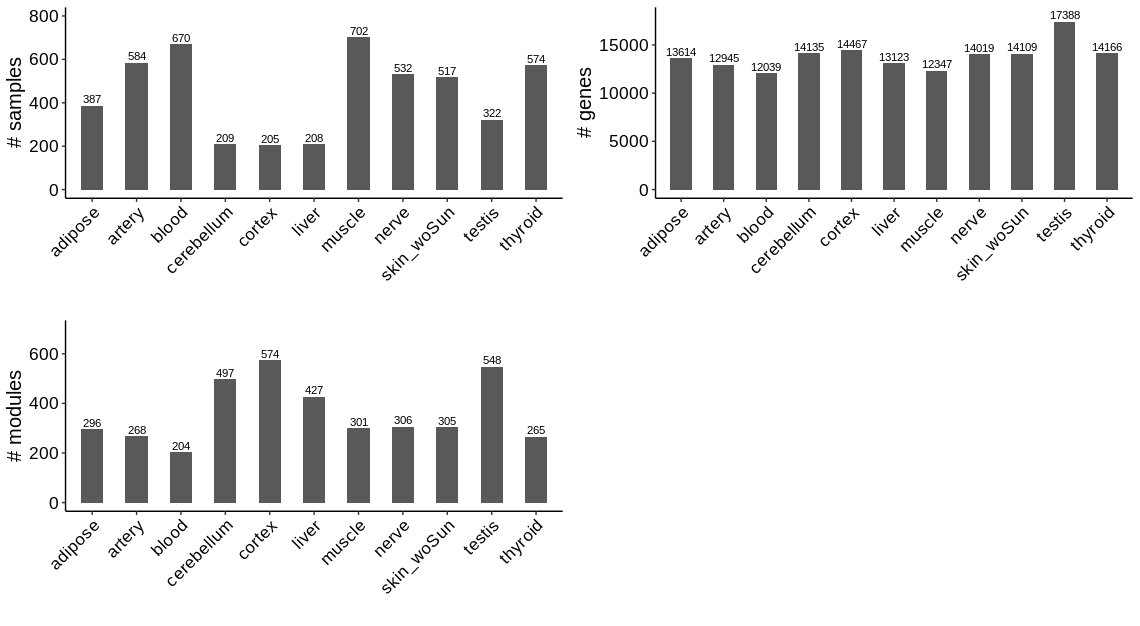 # samples
800
600
400
200
0
387
584
670
209
205
208
702
532
517
322
574
adipose
artery
blood
cerebellum
cortex
liver
muscle
nerve
skin_woSun
testis
thyroid
# genes
15000
10000
5000
0
13614
12945
12039
14135
14467
13123
12347
14019
14109
17388
14166
adipose
artery
blood
cerebellum
cortex
liver
muscle
nerve
skin_woSun
testis
thyroid
# modules
600
400
200
0
296
268
204
497
574
427
301
306
305
548
265
adipose
artery
blood
cerebellum
cortex
liver
muscle
nerve
skin_woSun
testis
thyroid